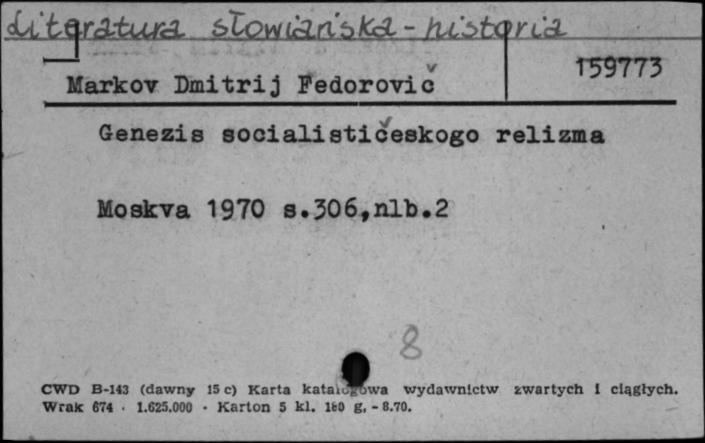 Literatura słowiańska - historia
159773
Markov Dmitrij Fedorovič
Genezis socialističeskogo relizma
Moskva 1970 s.306,nlb.2
8
CWD B-143 (dawny 15 c) Karta katalogowa wydawnictw zwartych i ciągłych.
Wrak 674 · 1.625.000 · Karton 5 kl. 180 g. - 8.70.